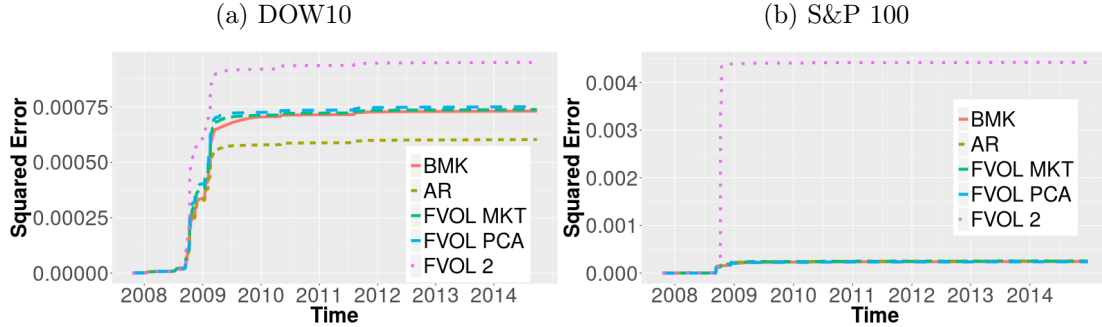 (a) DOW10
Squared Error
0.00075
0.00050
0.00025
0.00000
2008 2009 2010 2011 2012 2013 2014
Time
BMK
AR
FVOL MKT
FVOL PCA
FVOL 2
(b) S&P 100
Squared Error
0.004
0.003
0.002
0.001
0.000
2008 2009 2010 2011 2012 2013 2014
Time
BMK
AR
FVOL MKT
FVOL PCA
FVOL 2